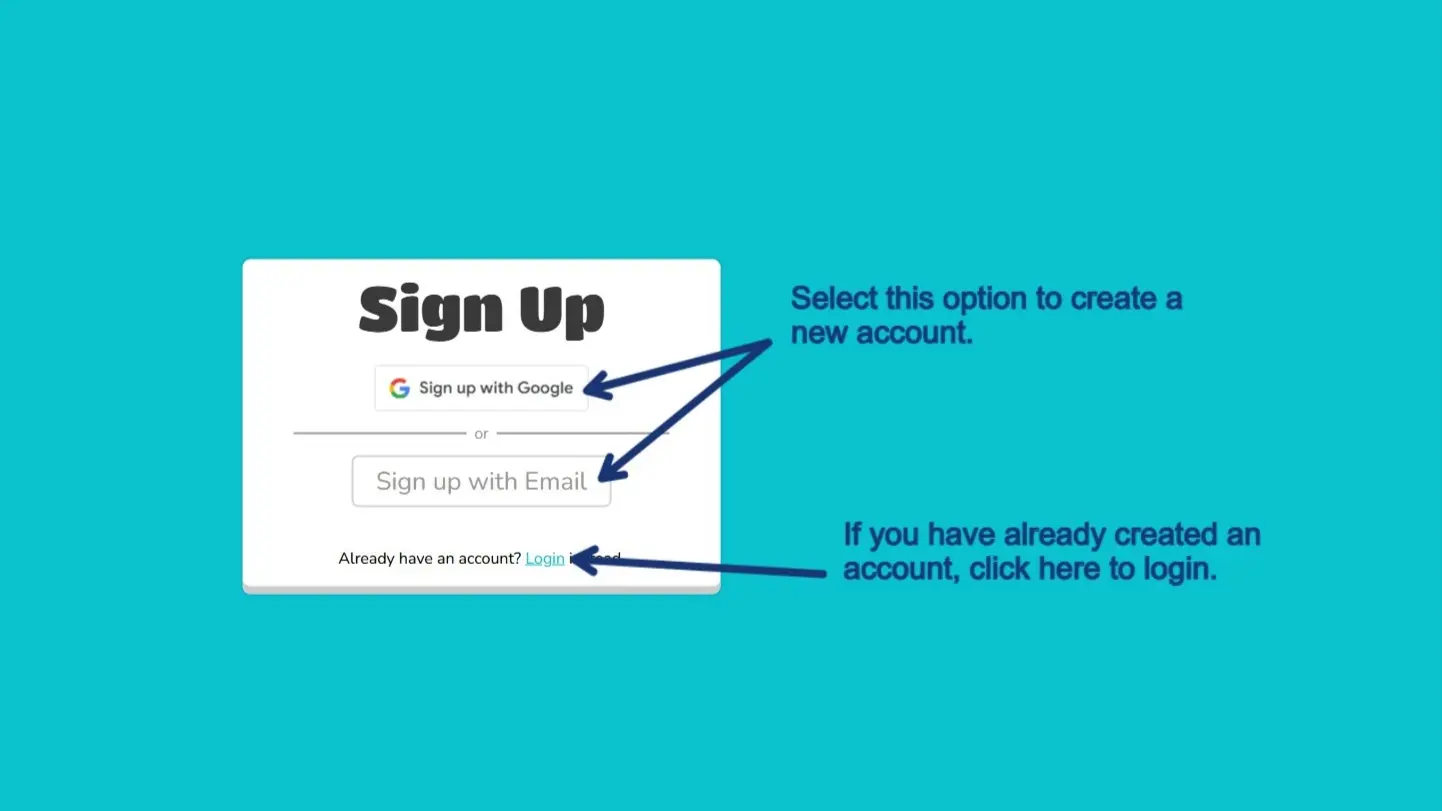 Sign Up
Select this option to create a
new account.
Sign up with Google
or
Sign up with Email
Already have an account? Login
If you have already created an
account, click here to login.